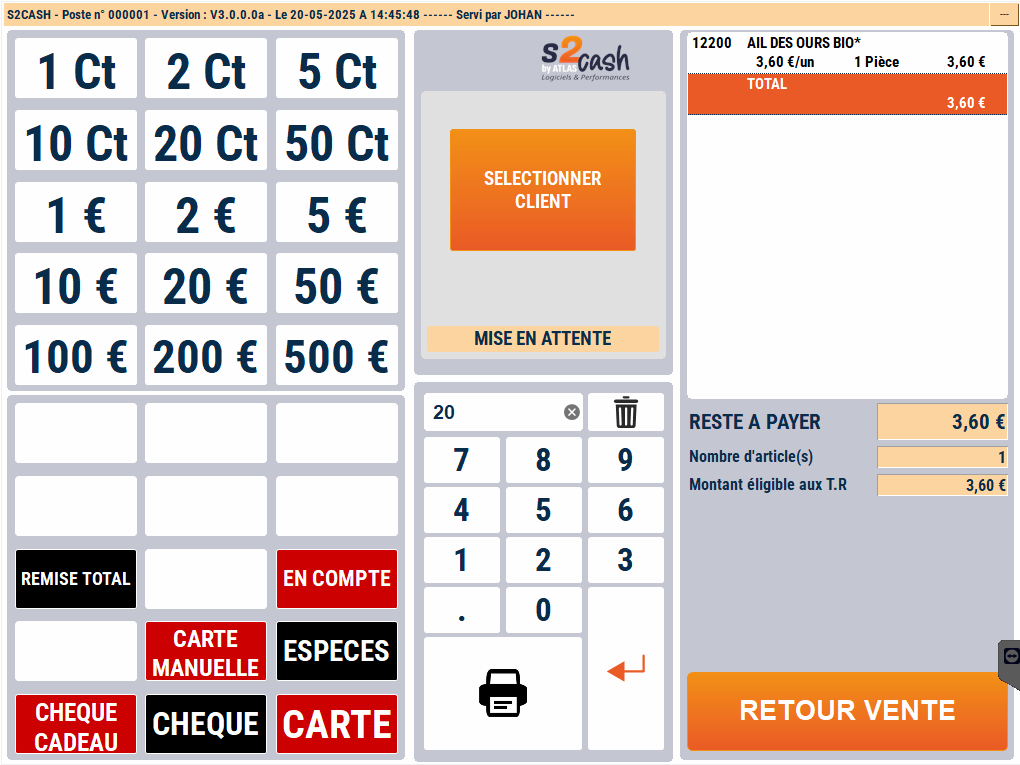 S2CASH - Poste n° 000001 - Version : V3.0.0.0a - Le 20-05-2025 A 14:45:48 ------ Servi par JOHAN ------
---
1 Ct
2 Ct
5 Ct
10 Ct
20 Ct
50 Ct
1 €
2 €
5 €
10 €
20 €
50 €
100 €
200 €
500 €
REMISE TOTAL
EN COMPTE
CARTE
MANUELLE
ESPECES
CHEQUE
CADEAU
CHEQUE
CARTE
s2cash
by ATLAS
Logiciels & Performances
SELECTIONNER
CLIENT
MISE EN ATTENTE
20
7
8
9
4
5
6
1
2
3
.
0
12200 AIL DES OURS BIO*
3,60 €/un 1 Pièce 3,60 €
TOTAL
3,60 €
RESTE A PAYER 3,60 €
Nombre d'article(s) 1
Montant éligible aux T.R 3,60 €
RETOUR VENTE